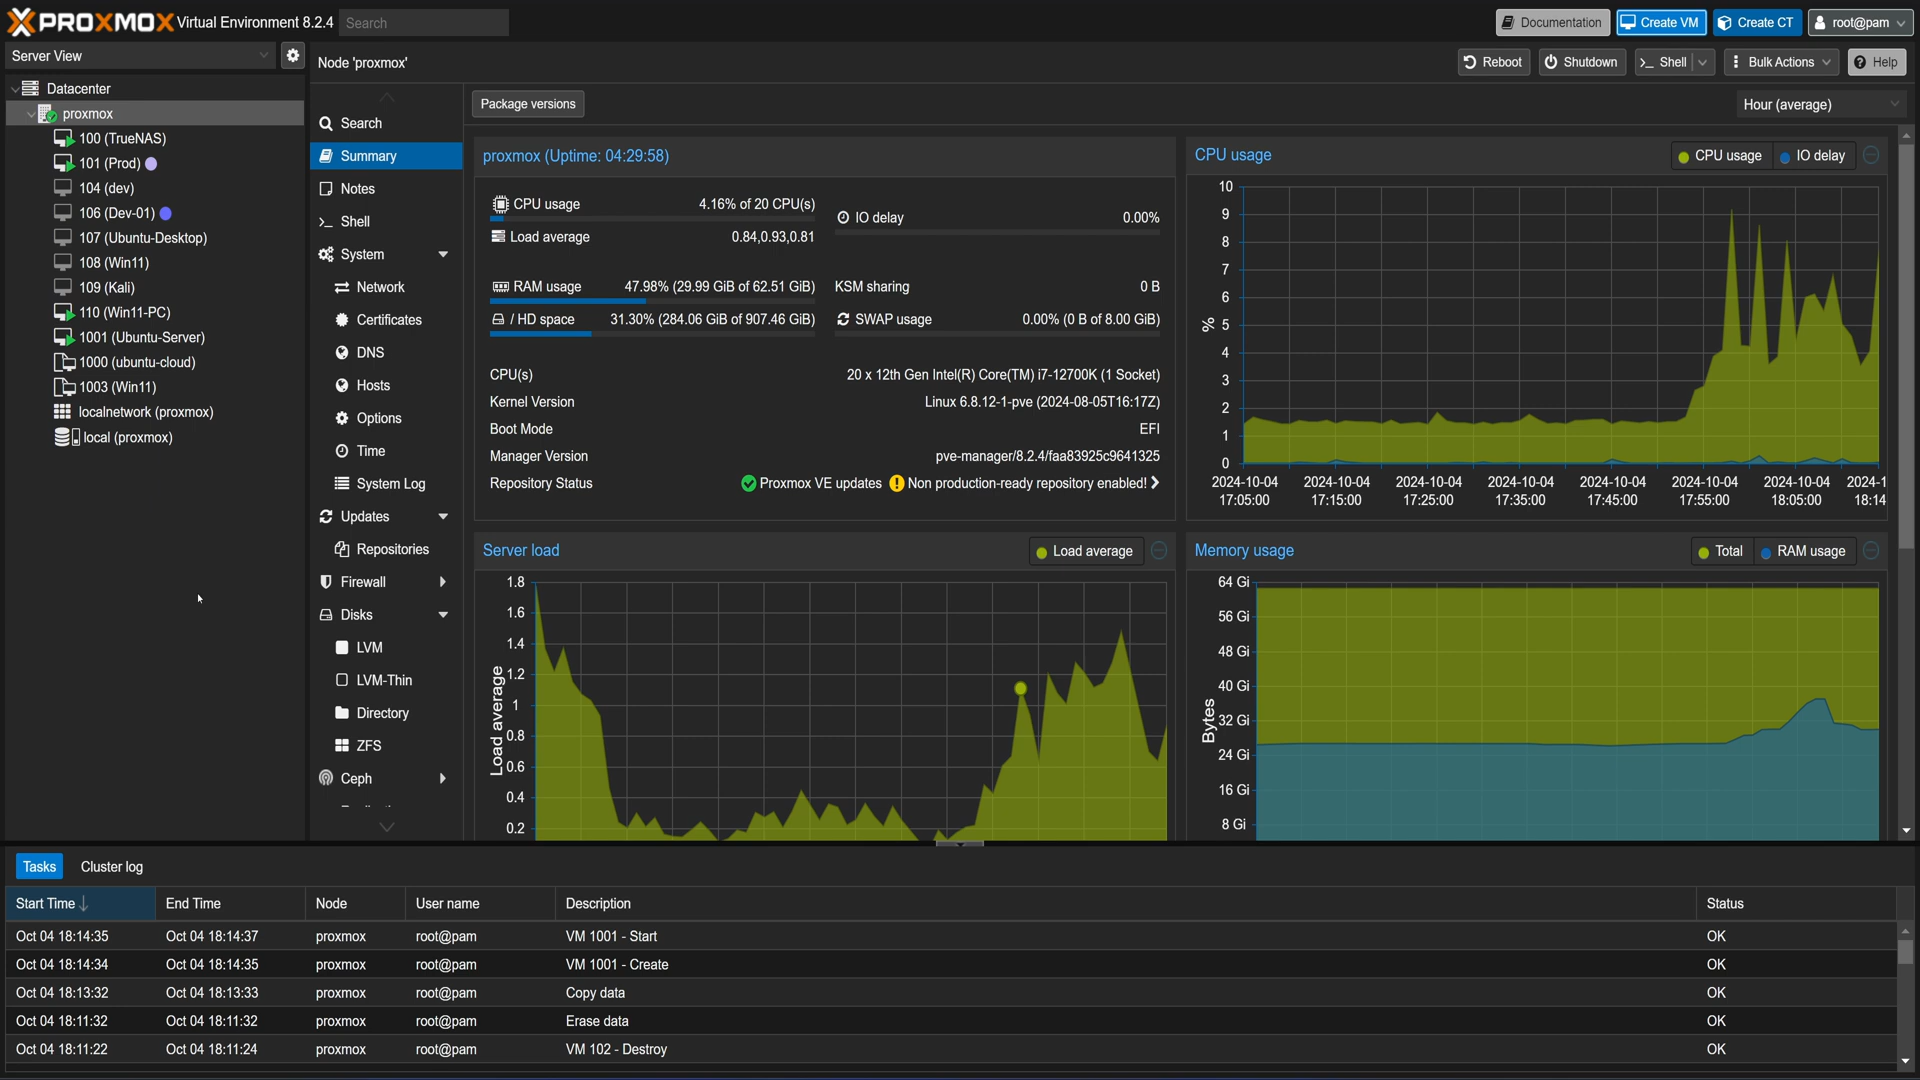 PROXMOX Virtual Environment 8.2.4 Search Documentation Create VM Create CT root@pam
Server View
Node 'proxmox' Reboot Shutdown >_ Shell Bulk Actions Help
Datacenter
proxmox
100 (TrueNAS)
101 (Prod)
104 (dev)
106 (Dev-01)
107 (Ubuntu-Desktop)
108 (Win11)
109 (Kali)
110 (Win11-PC)
1001 (Ubuntu-Server)
1000 (ubuntu-cloud)
1003 (Win11)
localnetwork (proxmox)
local (proxmox)
Search
Summary
Notes
>_ Shell
System
Network
Certificates
DNS
Hosts
Options
Time
System Log
Updates
Repositories
Firewall
Disks
LVM
LVM-Thin
Directory
ZFS
Ceph
Package versions
Hour (average)
proxmox (Uptime: 04:29:58)
CPU usage 4.16% of 20 CPU(s)
IO delay 0.00%
Load average 0.84,0.93,0.81
RAM usage 47.98% (29.99 GiB of 62.51 GiB)
KSM sharing 0 B
/ HD space 31.30% (284.06 GiB of 907.46 GiB)
SWAP usage 0.00% (0 B of 8.00 GiB)
CPU(s) 20 x 12th Gen Intel(R) Core(TM) i7-12700K (1 Socket)
Kernel Version Linux 6.8.12-1-pve (2024-08-05T16:17Z)
Boot Mode EFI
Manager Version pve-manager/8.2.4/faa83925c9641325
Repository Status Proxmox VE updates Non production-ready repository enabled!
CPU usage CPU usage IO delay
10
9
8
7
6
5
4
3
2
1
0
%
2024-10-04 2024-10-04 2024-10-04 2024-10-04 2024-10-04 2024-10-04 2024-10-04 2024-10-04
17:05:00 17:15:00 17:25:00 17:35:00 17:45:00 17:55:00 18:05:00 18:14
Server load Load average
1.8
1.6
1.4
1.2
1
0.8
0.6
0.4
0.2
Load average
Memory usage Total RAM usage
64 Gi
56 Gi
48 Gi
40 Gi
32 Gi
24 Gi
16 Gi
8 Gi
Bytes
Tasks Cluster log
Start Time End Time Node User name Description Status
Oct 04 18:14:35 Oct 04 18:14:37 proxmox root@pam VM 1001 - Start OK
Oct 04 18:14:34 Oct 04 18:14:35 proxmox root@pam VM 1001 - Create OK
Oct 04 18:13:32 Oct 04 18:13:33 proxmox root@pam Copy data OK
Oct 04 18:11:32 Oct 04 18:11:32 proxmox root@pam Erase data OK
Oct 04 18:11:22 Oct 04 18:11:24 proxmox root@pam VM 102 - Destroy OK